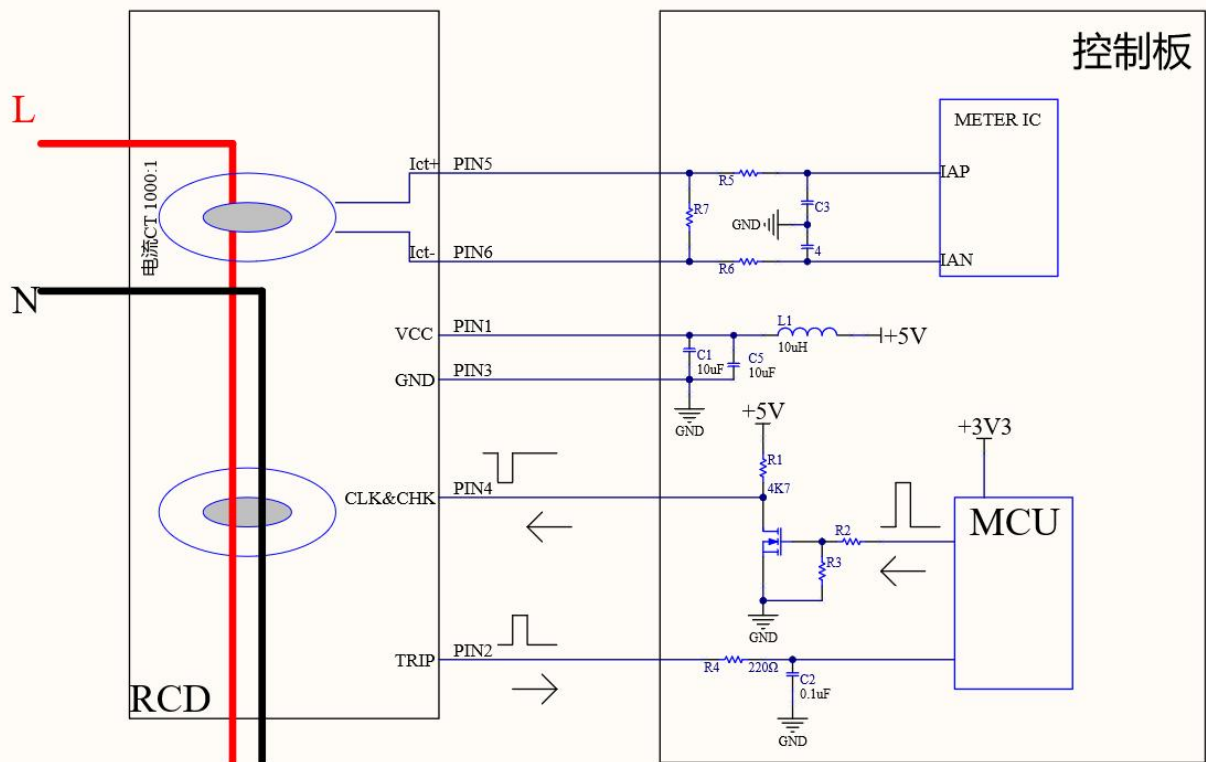 控制板
L
METER IC
Ict+ PIN5
R5
IAP
电流CT 1000:1
R7
C3
GND
4
Ict- PIN6
R6
IAN
N
VCC PIN1
L1
10uH
+5V
C1
10uF
C5
10uF
GND PIN3
GND
+5V
+3V3
R1
4K7
CLK&CHK PIN4
MCU
R2
R3
GND
TRIP PIN2
R4 220Ω
C2
0.1uF
RCD
GND